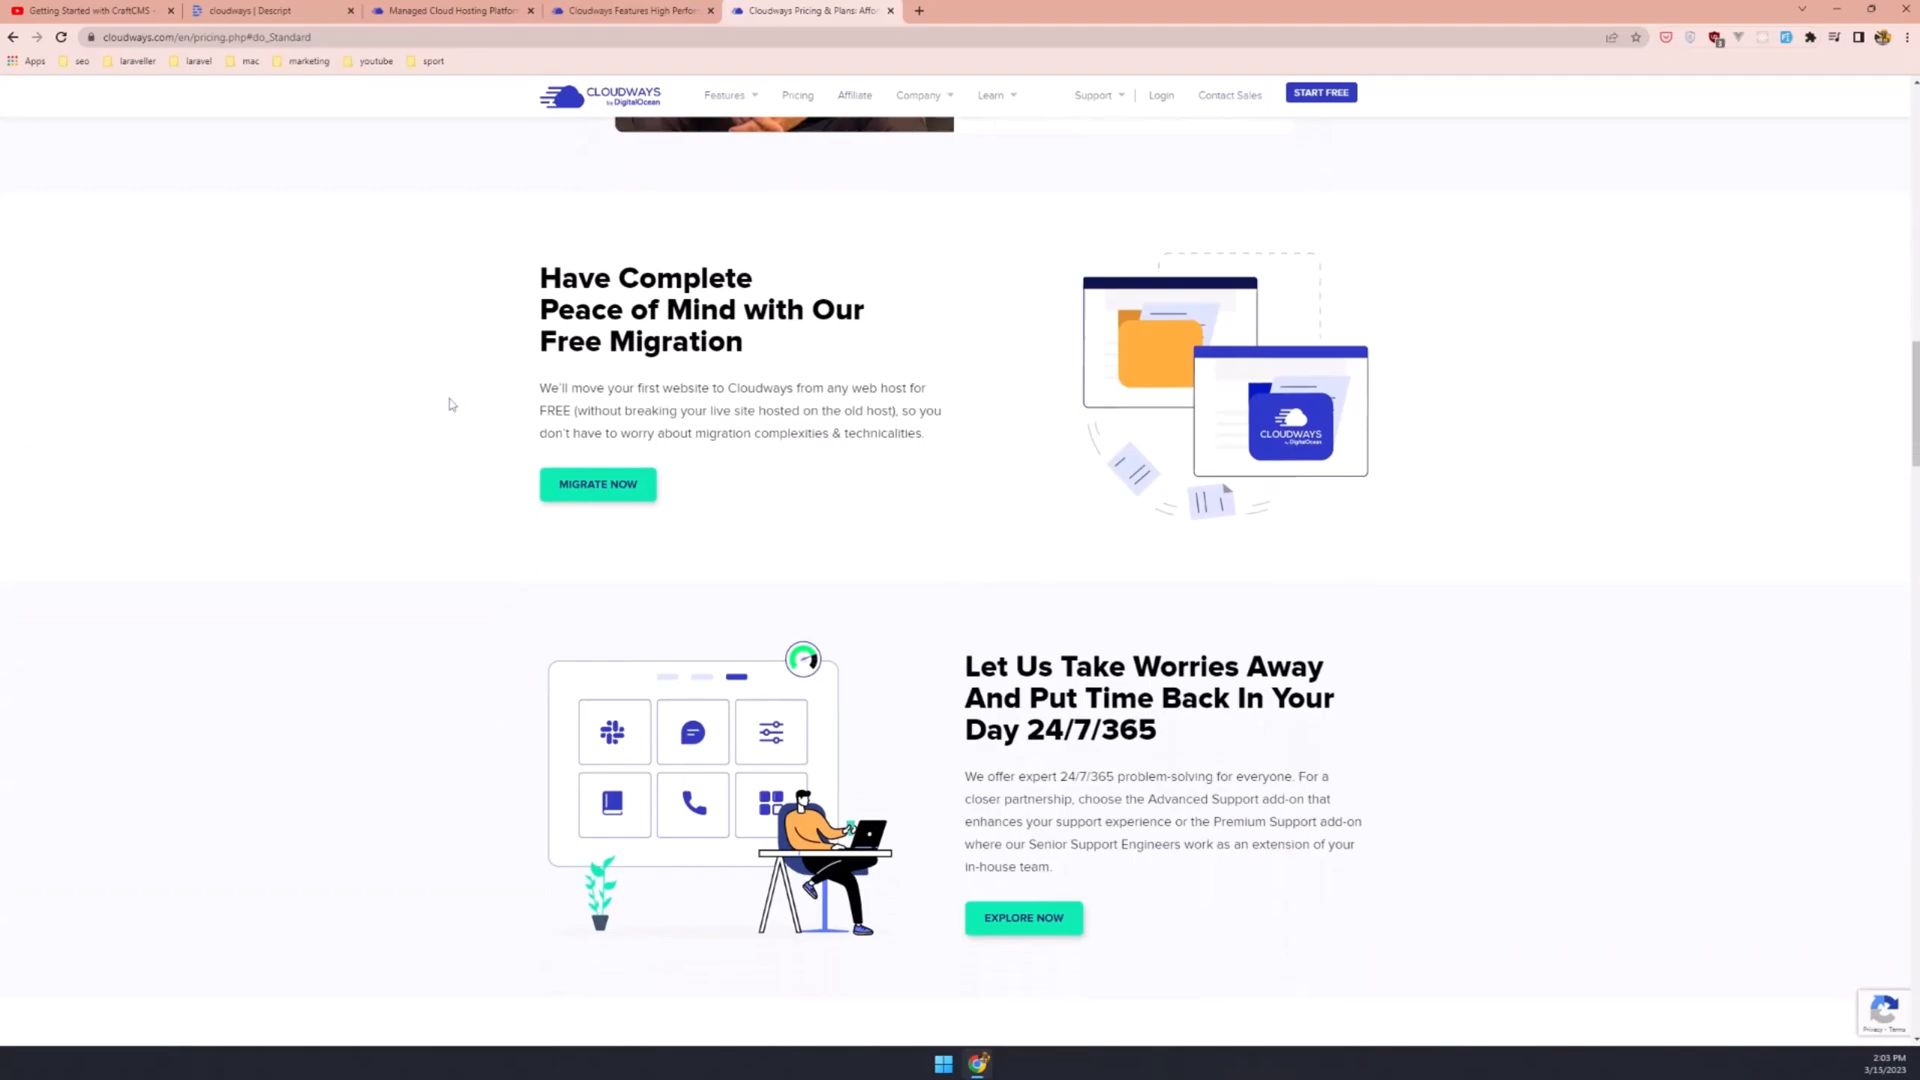 Getting Started with CraftCMS -
cloudways | Descript
Managed Cloud Hosting Platfor
Cloudways Features High Perfor
Cloudways Pricing & Plans: Affor
cloudways.com/en/pricing.php#do_Standard
Apps
seo
laraveller
laravel
mac
marketing
youtube
sport
CLOUDWAYS
by DigitalOcean
Features
Pricing
Affiliate
Company
Learn
Support
Login
Contact Sales
START FREE
Have Complete
Peace of Mind with Our
Free Migration
We'll move your first website to Cloudways from any web host for
FREE (without breaking your live site hosted on the old host), so you
don't have to worry about migration complexities & technicalities.
MIGRATE NOW
CLOUDWAYS
by DigitalOcean
Let Us Take Worries Away
And Put Time Back In Your
Day 24/7/365
We offer expert 24/7/365 problem-solving for everyone. For a
closer partnership, choose the Advanced Support add-on that
enhances your support experience or the Premium Support add-on
where our Senior Support Engineers work as an extension of your
in-house team.
EXPLORE NOW
Privacy - Terms
2:03 PM
3/15/2023